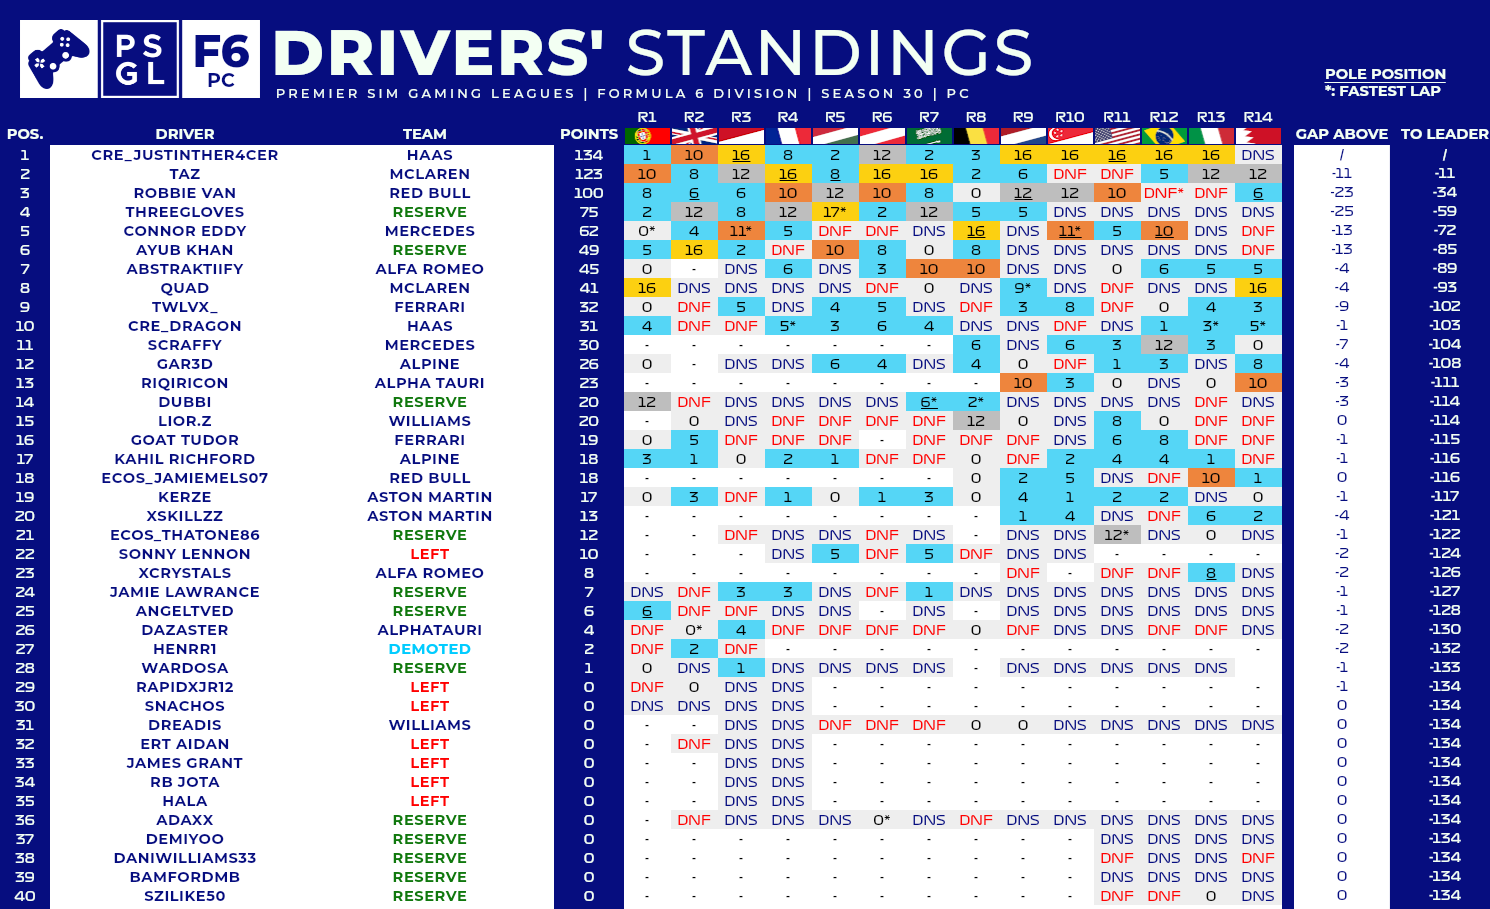 PS
GL
F6
PC
DRIVERS' STANDINGS
PREMIER SIM GAMING LEAGUES | FORMULA 6 DIVISION | SEASON 30 | PC
POLE POSITION
*: FASTEST LAP
R1 R2 R3 R4 R5 R6 R7 R8 R9 R10 R11 R12 R13 R14
POS. DRIVER TEAM POINTS GAP ABOVE TO LEADER
1 CRE_JUSTINTHER4CER HAAS 134 1 10 16 8 2 12 2 3 16 16 16 16 16 DNS / /
2 TAZ MCLAREN 123 10 8 12 16 8 16 16 2 6 DNF DNF 5 12 12 -11 -11
3 ROBBIE VAN RED BULL 100 8 6 6 10 12 10 8 0 12 12 10 DNF* DNF 6 -23 -34
4 THREEGLOVES RESERVE 75 2 12 8 12 17* 2 12 5 5 DNS DNS DNS DNS DNS -25 -59
5 CONNOR EDDY MERCEDES 62 0* 4 11* 5 DNF DNF DNS 16 DNS 11* 5 10 DNS DNF -13 -72
6 AYUB KHAN RESERVE 49 5 16 2 DNF 10 8 0 8 DNS DNS DNS DNS DNS DNF -13 -85
7 ABSTRAKTIIFY ALFA ROMEO 45 0 - DNS 6 DNS 3 10 10 DNS DNS 0 6 5 5 -4 -89
8 QUAD MCLAREN 41 16 DNS DNS DNS DNS DNF 0 DNS 9* DNS DNF DNS DNS 16 -4 -93
9 TWLVX_ FERRARI 32 0 DNF 5 DNS 4 5 DNS DNF 3 8 DNF 0 4 3 -9 -102
10 CRE_DRAGON HAAS 31 4 DNF DNF 5* 3 6 4 DNS DNS DNF DNS 1 3* 5* -1 -103
11 SCRAFFY MERCEDES 30 - - - - - - - 6 DNS 6 3 12 3 0 -7 -104
12 GAR3D ALPINE 26 0 - DNS DNS 6 4 DNS 4 0 DNF 1 3 DNS 8 -4 -108
13 RIQIRICON ALPHA TAURI 23 - - - - - - - - 10 3 0 DNS 0 10 -3 -111
14 DUBBI RESERVE 20 12 DNF DNS DNS DNS DNS 6* 2* DNS DNS DNS DNS DNF DNS -3 -114
15 LIOR.Z WILLIAMS 20 - 0 DNS DNF DNF DNF DNF 12 0 DNS 8 0 DNF DNF 0 -114
16 GOAT TUDOR FERRARI 19 0 5 DNF DNF DNF - DNF DNF DNF DNS 6 8 DNF DNF -1 -115
17 KAHIL RICHFORD ALPINE 18 3 1 0 2 1 DNF DNF 0 DNF 2 4 4 1 DNF -1 -116
18 ECOS_JAMIEMELS07 RED BULL 18 - - - - - - - 0 2 5 DNS DNF 10 1 0 -116
19 KERZE ASTON MARTIN 17 0 3 DNF 1 0 1 3 0 4 1 2 2 DNS 0 -1 -117
20 XSKILLZZ ASTON MARTIN 13 - - - - - - - - 1 4 DNS DNF 6 2 -4 -121
21 ECOS_THATONE86 RESERVE 12 - - DNF DNS DNS DNF DNS - DNS DNS 12* DNS 0 DNS -1 -122
22 SONNY LENNON LEFT 10 - - - DNS 5 DNF 5 DNF DNS DNS - - - - -2 -124
23 XCRYSTALS ALFA ROMEO 8 - - - - - - - - DNF - DNF DNF 8 DNS -2 -126
24 JAMIE LAWRANCE RESERVE 7 DNS DNF 3 3 DNS DNF 1 DNS DNS DNS DNS DNS DNS DNS -1 -127
25 ANGELTVED RESERVE 6 6 DNF DNF DNS DNS - DNS - DNS DNS DNS DNS DNS DNS -1 -128
26 DAZASTER ALPHATAURI 4 DNF 0* 4 DNF DNF DNF DNF 0 DNF DNS DNS DNF DNF DNS -2 -130
27 HENRR1 DEMOTED 2 DNF 2 DNF - - - - - - - - - - - -2 -132
28 WARDOSA RESERVE 1 0 DNS 1 DNS DNS DNS DNS - DNS DNS DNS DNS DNS -1 -133
29 RAPIDXJR12 LEFT 0 DNF 0 DNS DNS - - - - - - - - - - -1 -134
30 SNACHOS LEFT 0 DNS DNS DNS DNS - - - - - - - - - - 0 -134
31 DREADIS WILLIAMS 0 - - DNS DNS DNF DNF DNF 0 0 DNS DNS DNS DNS DNS 0 -134
32 ERT AIDAN LEFT 0 - DNF DNS DNS - - - - - - - - - - 0 -134
33 JAMES GRANT LEFT 0 - - DNS DNS - - - - - - - - - - 0 -134
34 RB JOTA LEFT 0 - - DNS DNS - - - - - - - - - - 0 -134
35 HALA LEFT 0 - - DNS DNS - - - - - - - - - - 0 -134
36 ADAXX RESERVE 0 - DNF DNS DNS DNS 0* DNS DNF DNS DNS DNS DNS DNS DNS 0 -134
37 DEMIYOO RESERVE 0 - - - - - - - - - - DNS DNS DNS DNS 0 -134
38 DANIWILLIAMS33 RESERVE 0 - - - - - - - - - - DNF DNS DNS DNF 0 -134
39 BAMFORDMB RESERVE 0 - - - - - - - - - - DNS DNS DNS DNS 0 -134
40 SZILIKE50 RESERVE 0 - - - - - - - - - - DNF DNF 0 DNS 0 -134